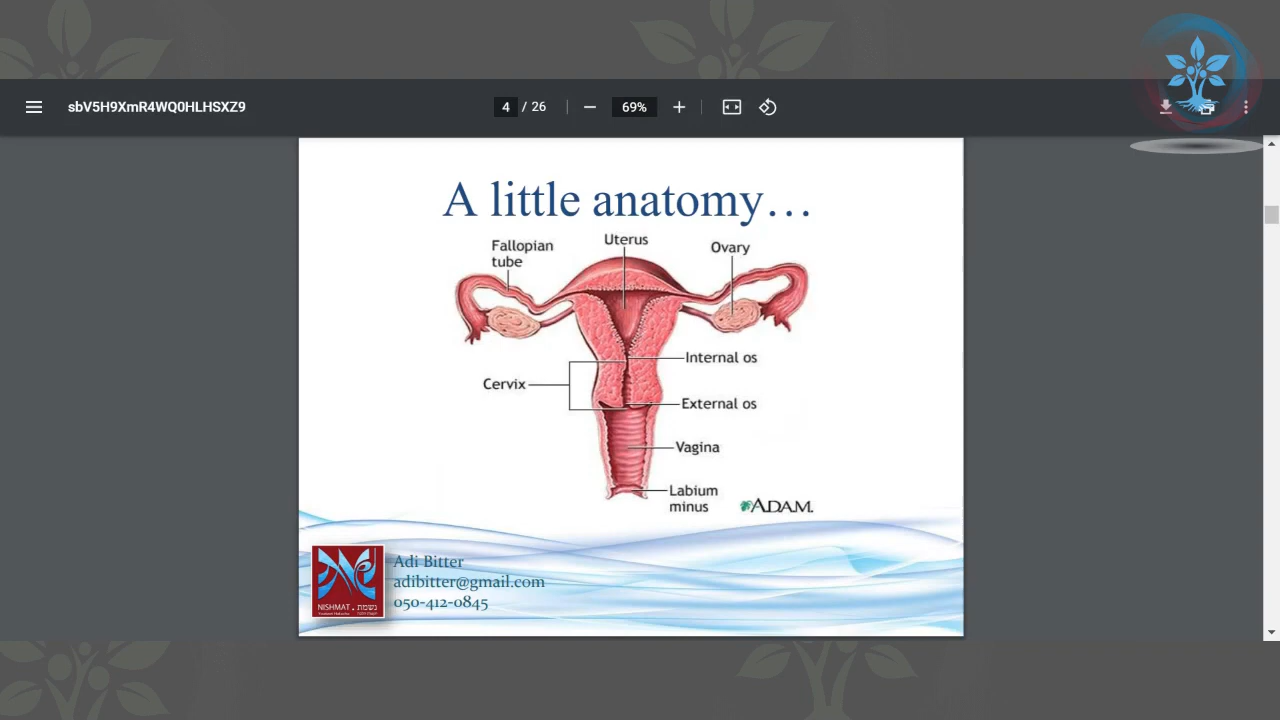 sbV5H9XmR4WQ0HLHSXZ9
4 / 26
69%
A little anatomy…
Fallopian
tube
Uterus
Ovary
Internal os
Cervix
External os
Vagina
Labium
minus
ADAM.
Adi Bitter
adibitter@gmail.com
050-412-0845
NISHMAT . נשמת